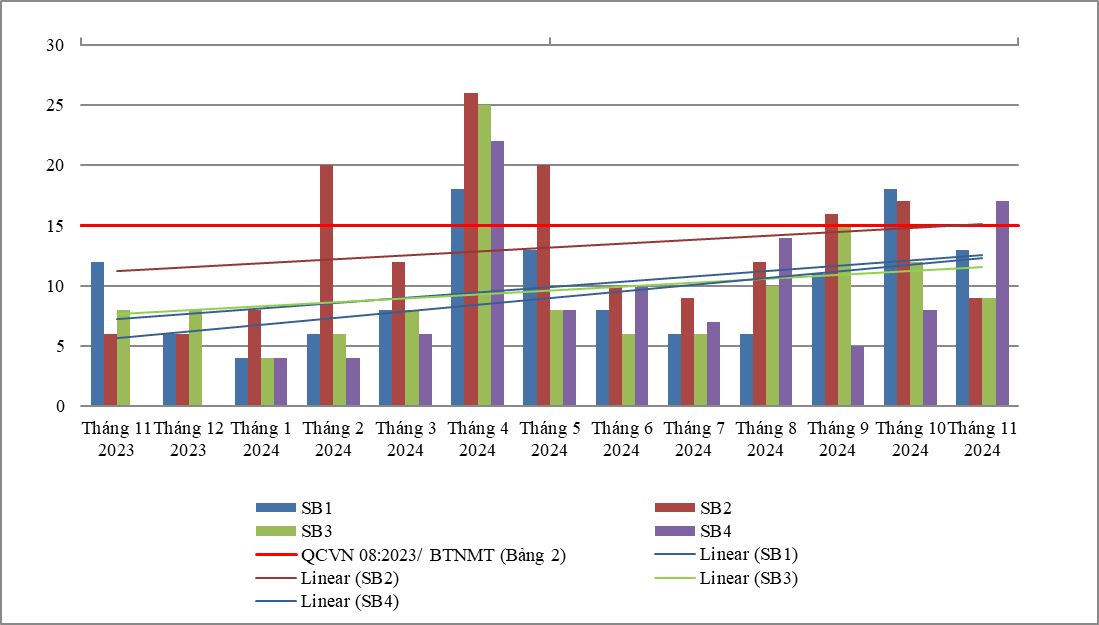 30
25
20
15
10
5
0
Tháng 11 Tháng 12 Tháng 1 Tháng 2 Tháng 3 Tháng 4 Tháng 5 Tháng 6 Tháng 7 Tháng 8 Tháng 9 Tháng 10 Tháng 11
2023 2023 2024 2024 2024 2024 2024 2024 2024 2024 2024 2024 2024
SB1 SB2
SB3 SB4
QCVN 08:2023/ BTNMT (Bảng 2) Linear (SB1)
Linear (SB2) Linear (SB3)
Linear (SB4)